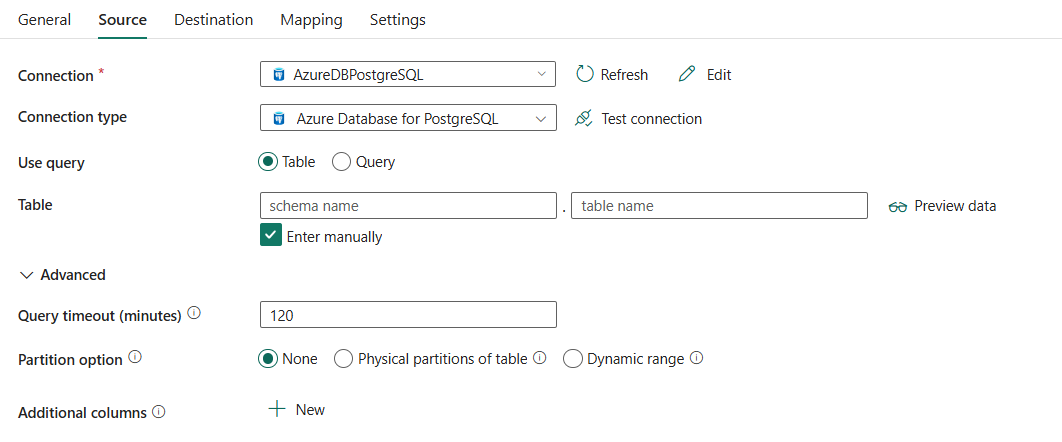 General Source Destination Mapping Settings
Connection * AzureDBPostgreSQL Refresh Edit
Connection type Azure Database for PostgreSQL Test connection
Use query Table Query
Table schema name . table name Preview data
Enter manually
Advanced
Query timeout (minutes) 120
Partition option None Physical partitions of table Dynamic range
Additional columns New